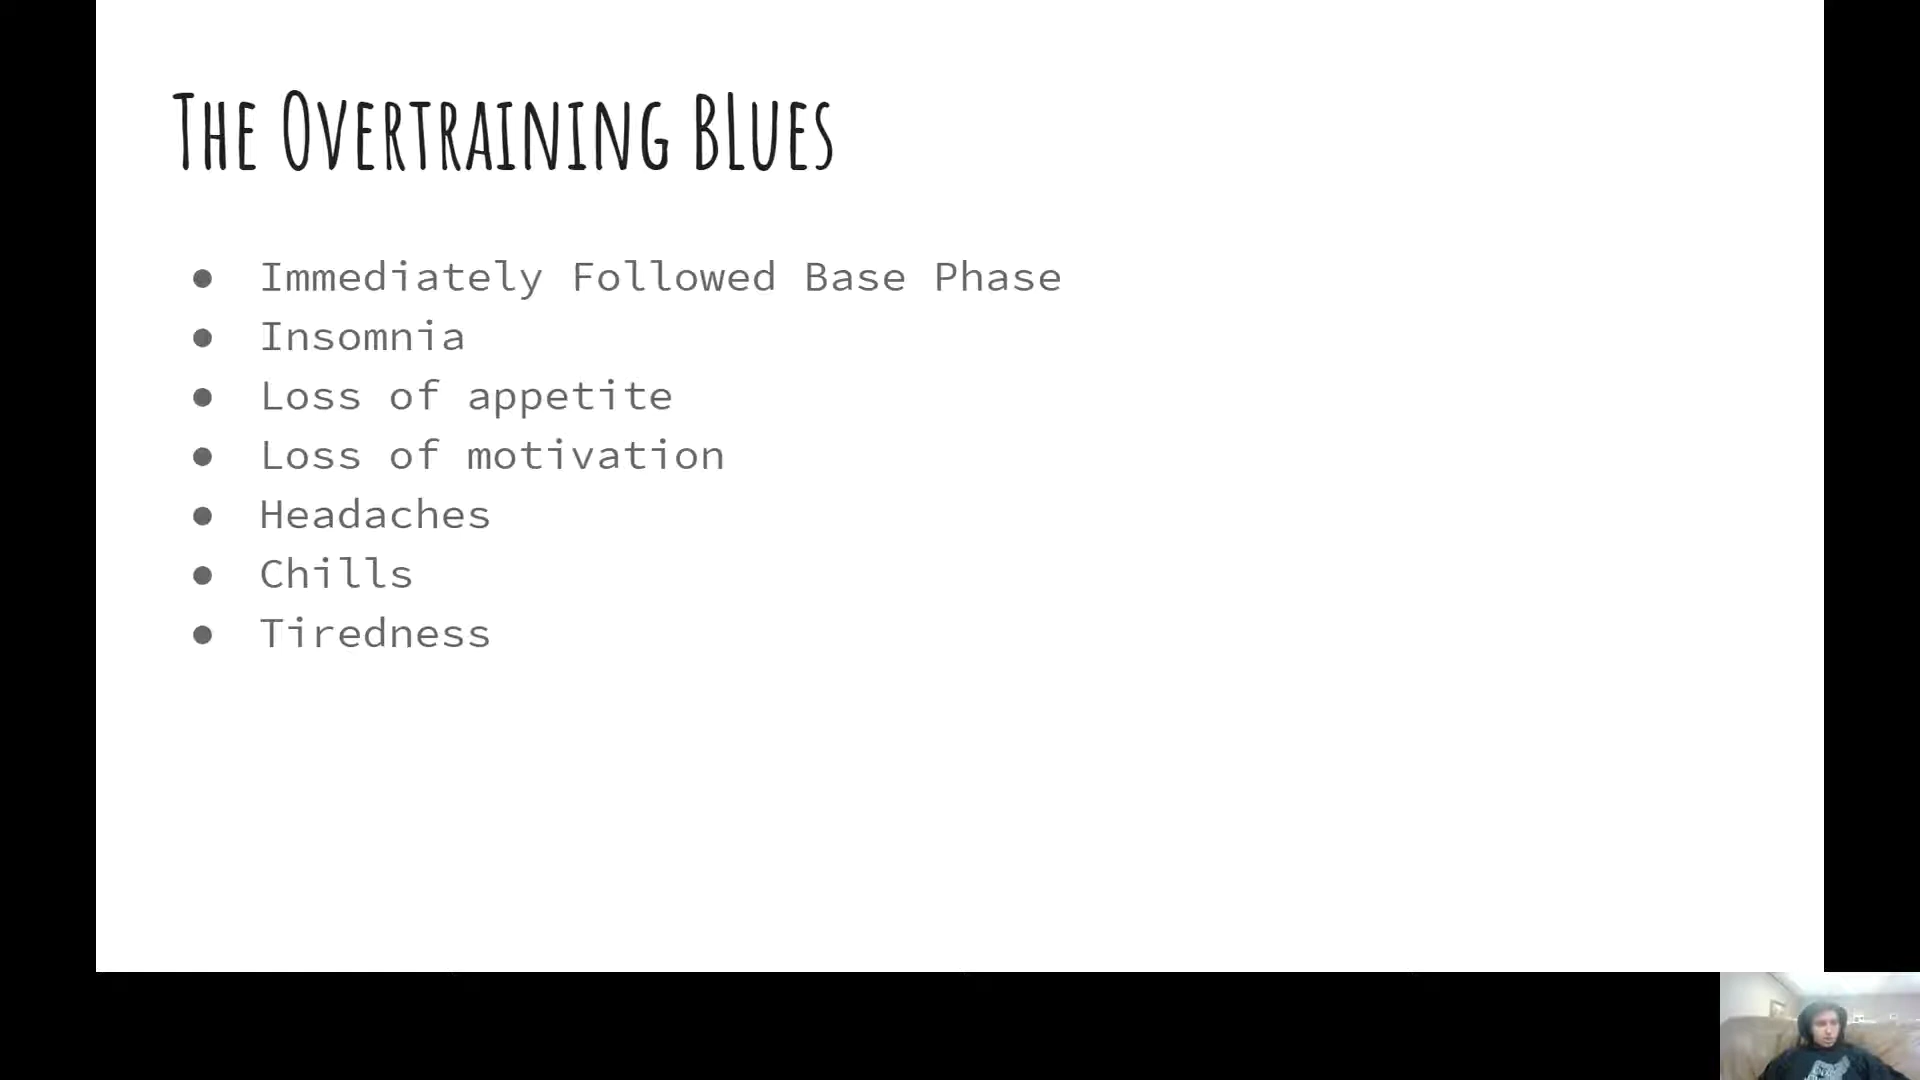 The Overtraining Blues
● Immediately Followed Base Phase
● Insomnia
● Loss of appetite
● Loss of motivation
● Headaches
● Chills
● Tiredness